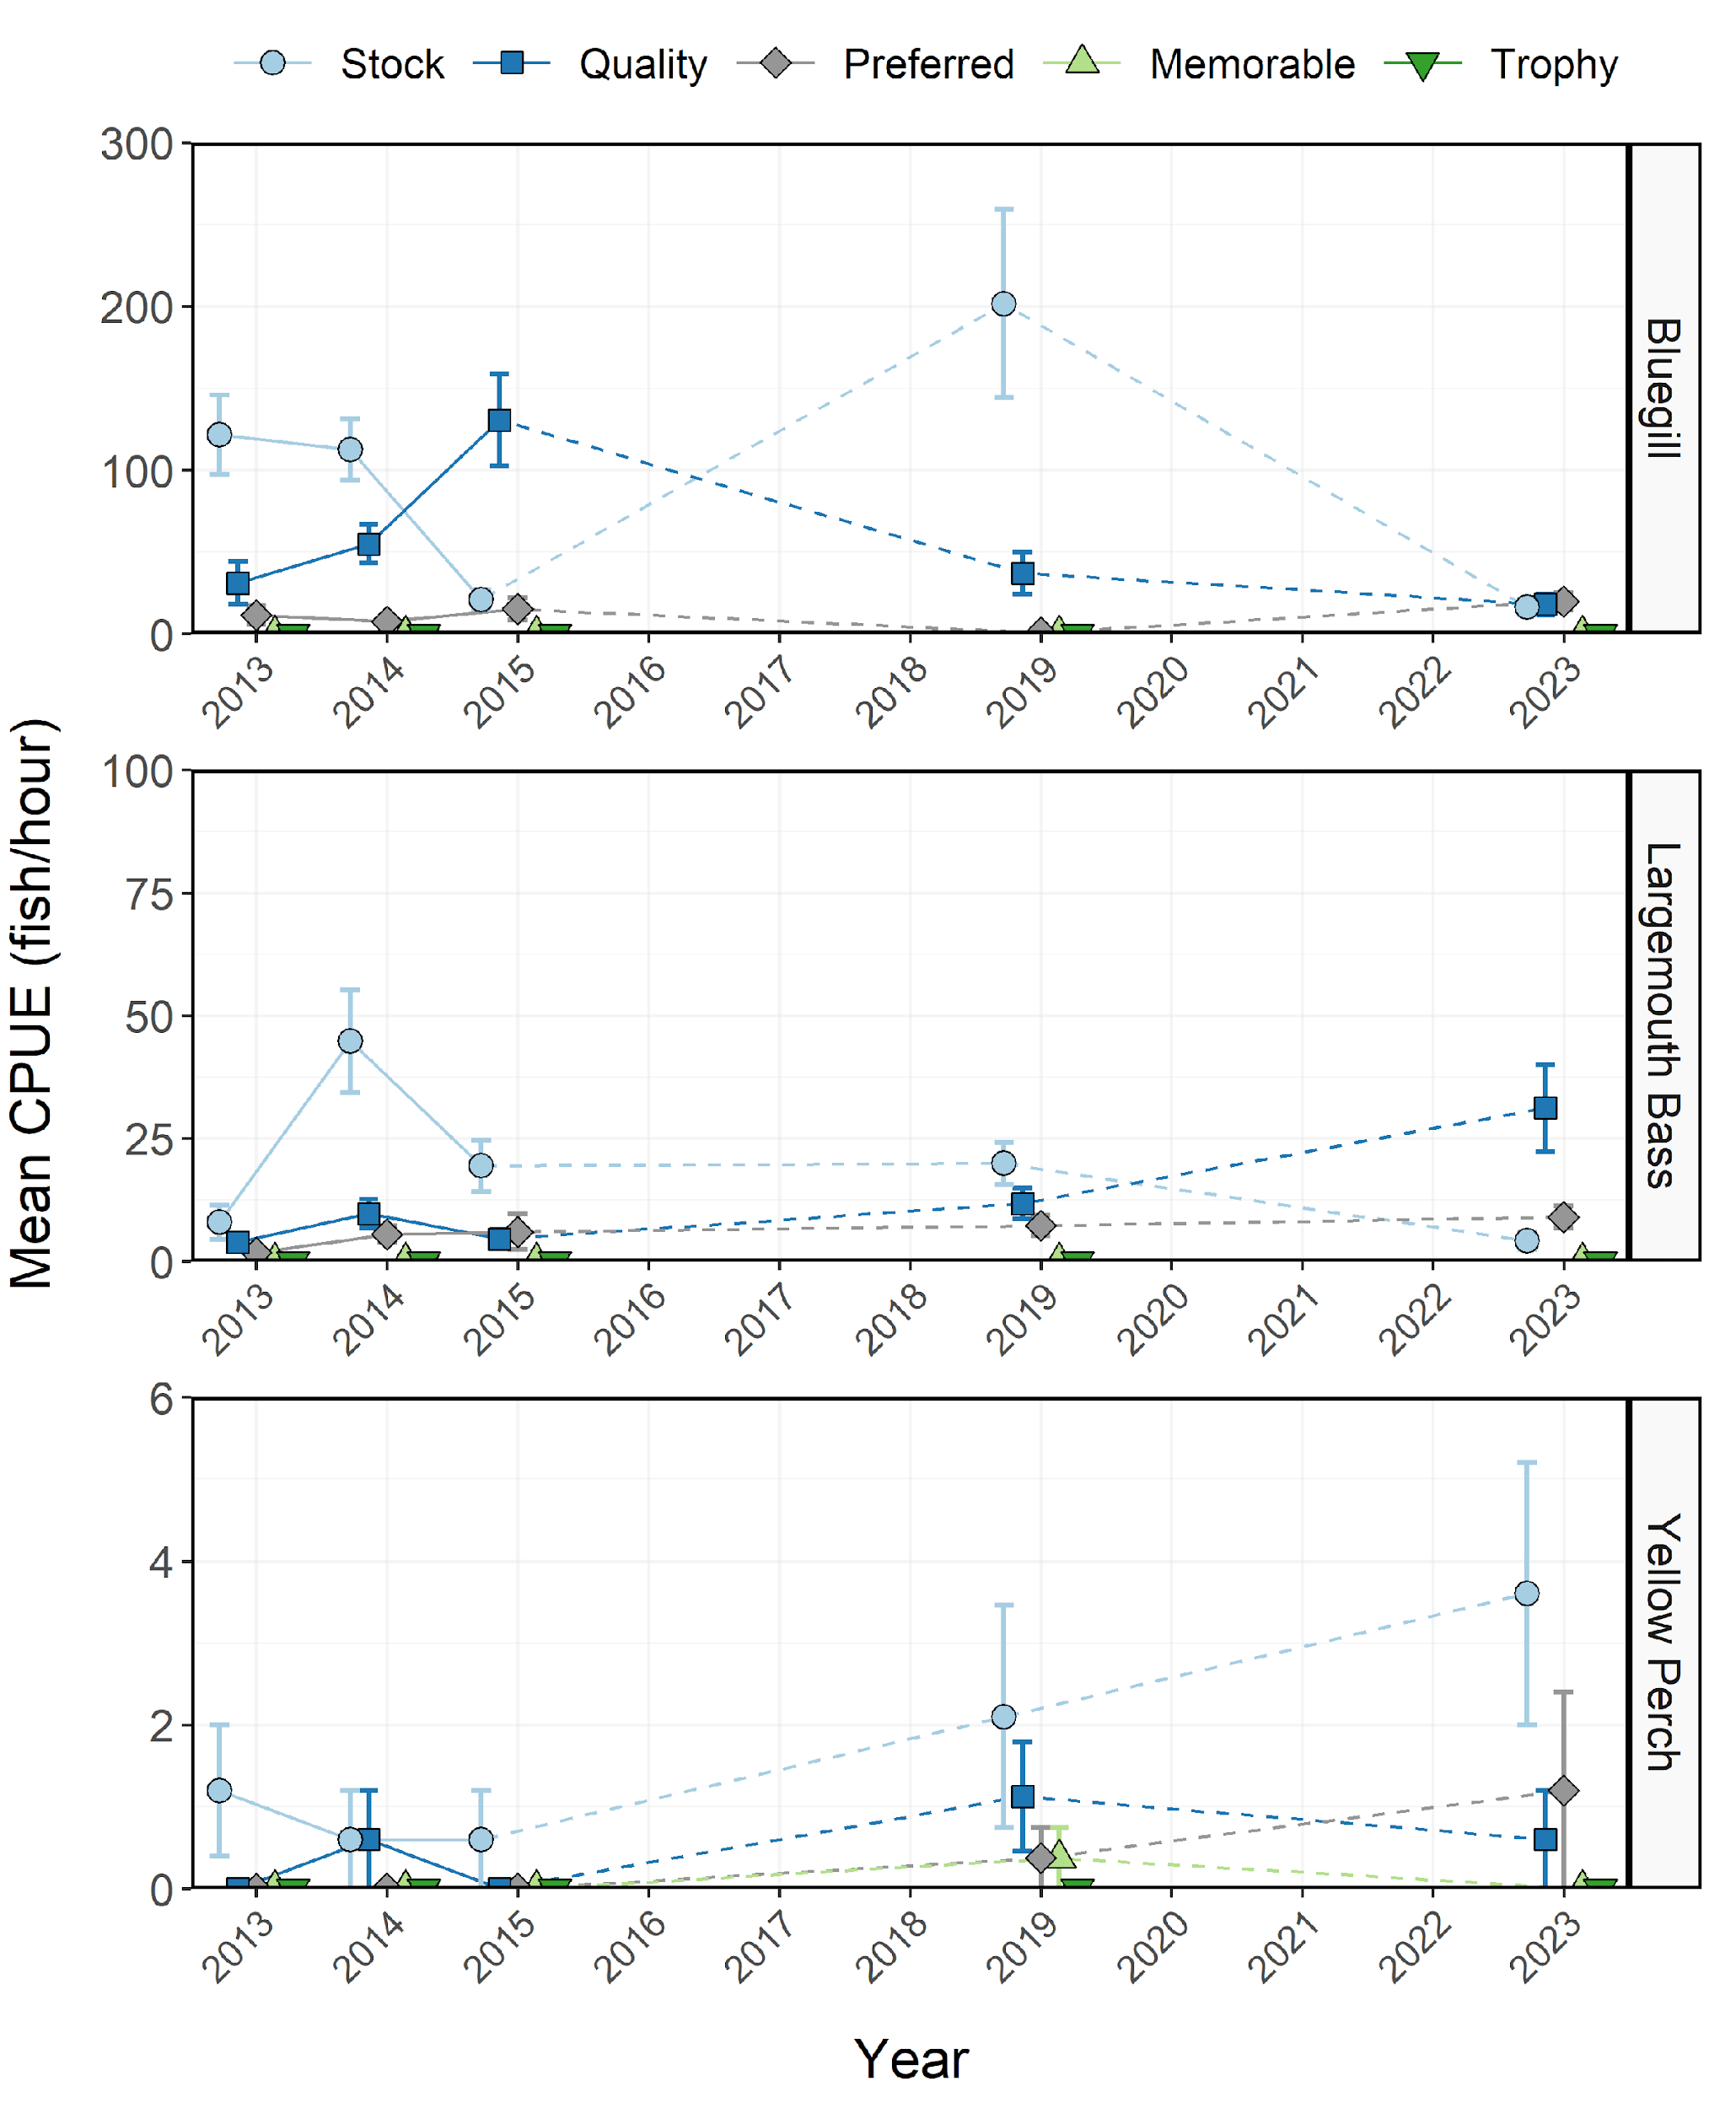 Stock Quality Preferred Memorable Trophy
300
200
100
0
Bluegill
2013 2014 2015 2016 2017 2018 2019 2020 2021 2022 2023
Mean CPUE (fish/hour)
100
75
50
25
0
Largemouth Bass
2013 2014 2015 2016 2017 2018 2019 2020 2021 2022 2023
6
4
2
0
Yellow Perch
2013 2014 2015 2016 2017 2018 2019 2020 2021 2022 2023
Year